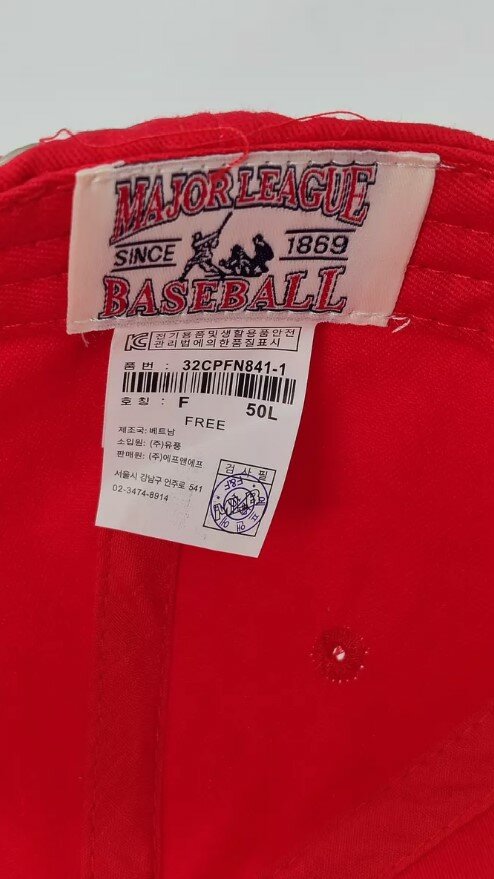 MAJOR LEAGUE
SINCE 1869
BASEBALL
KC 전기용품및생활용품안전
관리법에의한품질표시
품 번 : 32CPFN841-1
호 칭 : F 50L
FREE
제조국: 베트남
소입원: (주)유풍
판매원: (주)에프앤에프
서울시 강남구 언주로 541
02-3474-8914
검 사 필
F&F